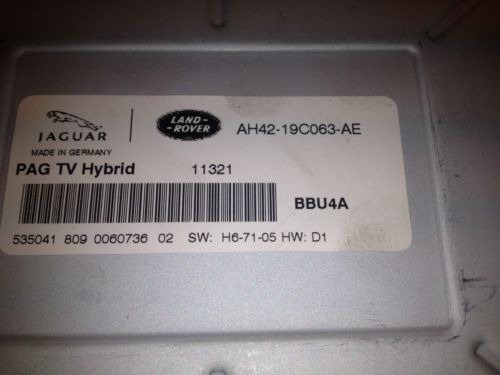 JAGUAR
LAND-
-ROVER
AH42-19C063-AE
MADE IN GERMANY
PAG TV Hybrid 11321
BBU4A
535041 809 0060736 02 SW: H6-71-05 HW: D1